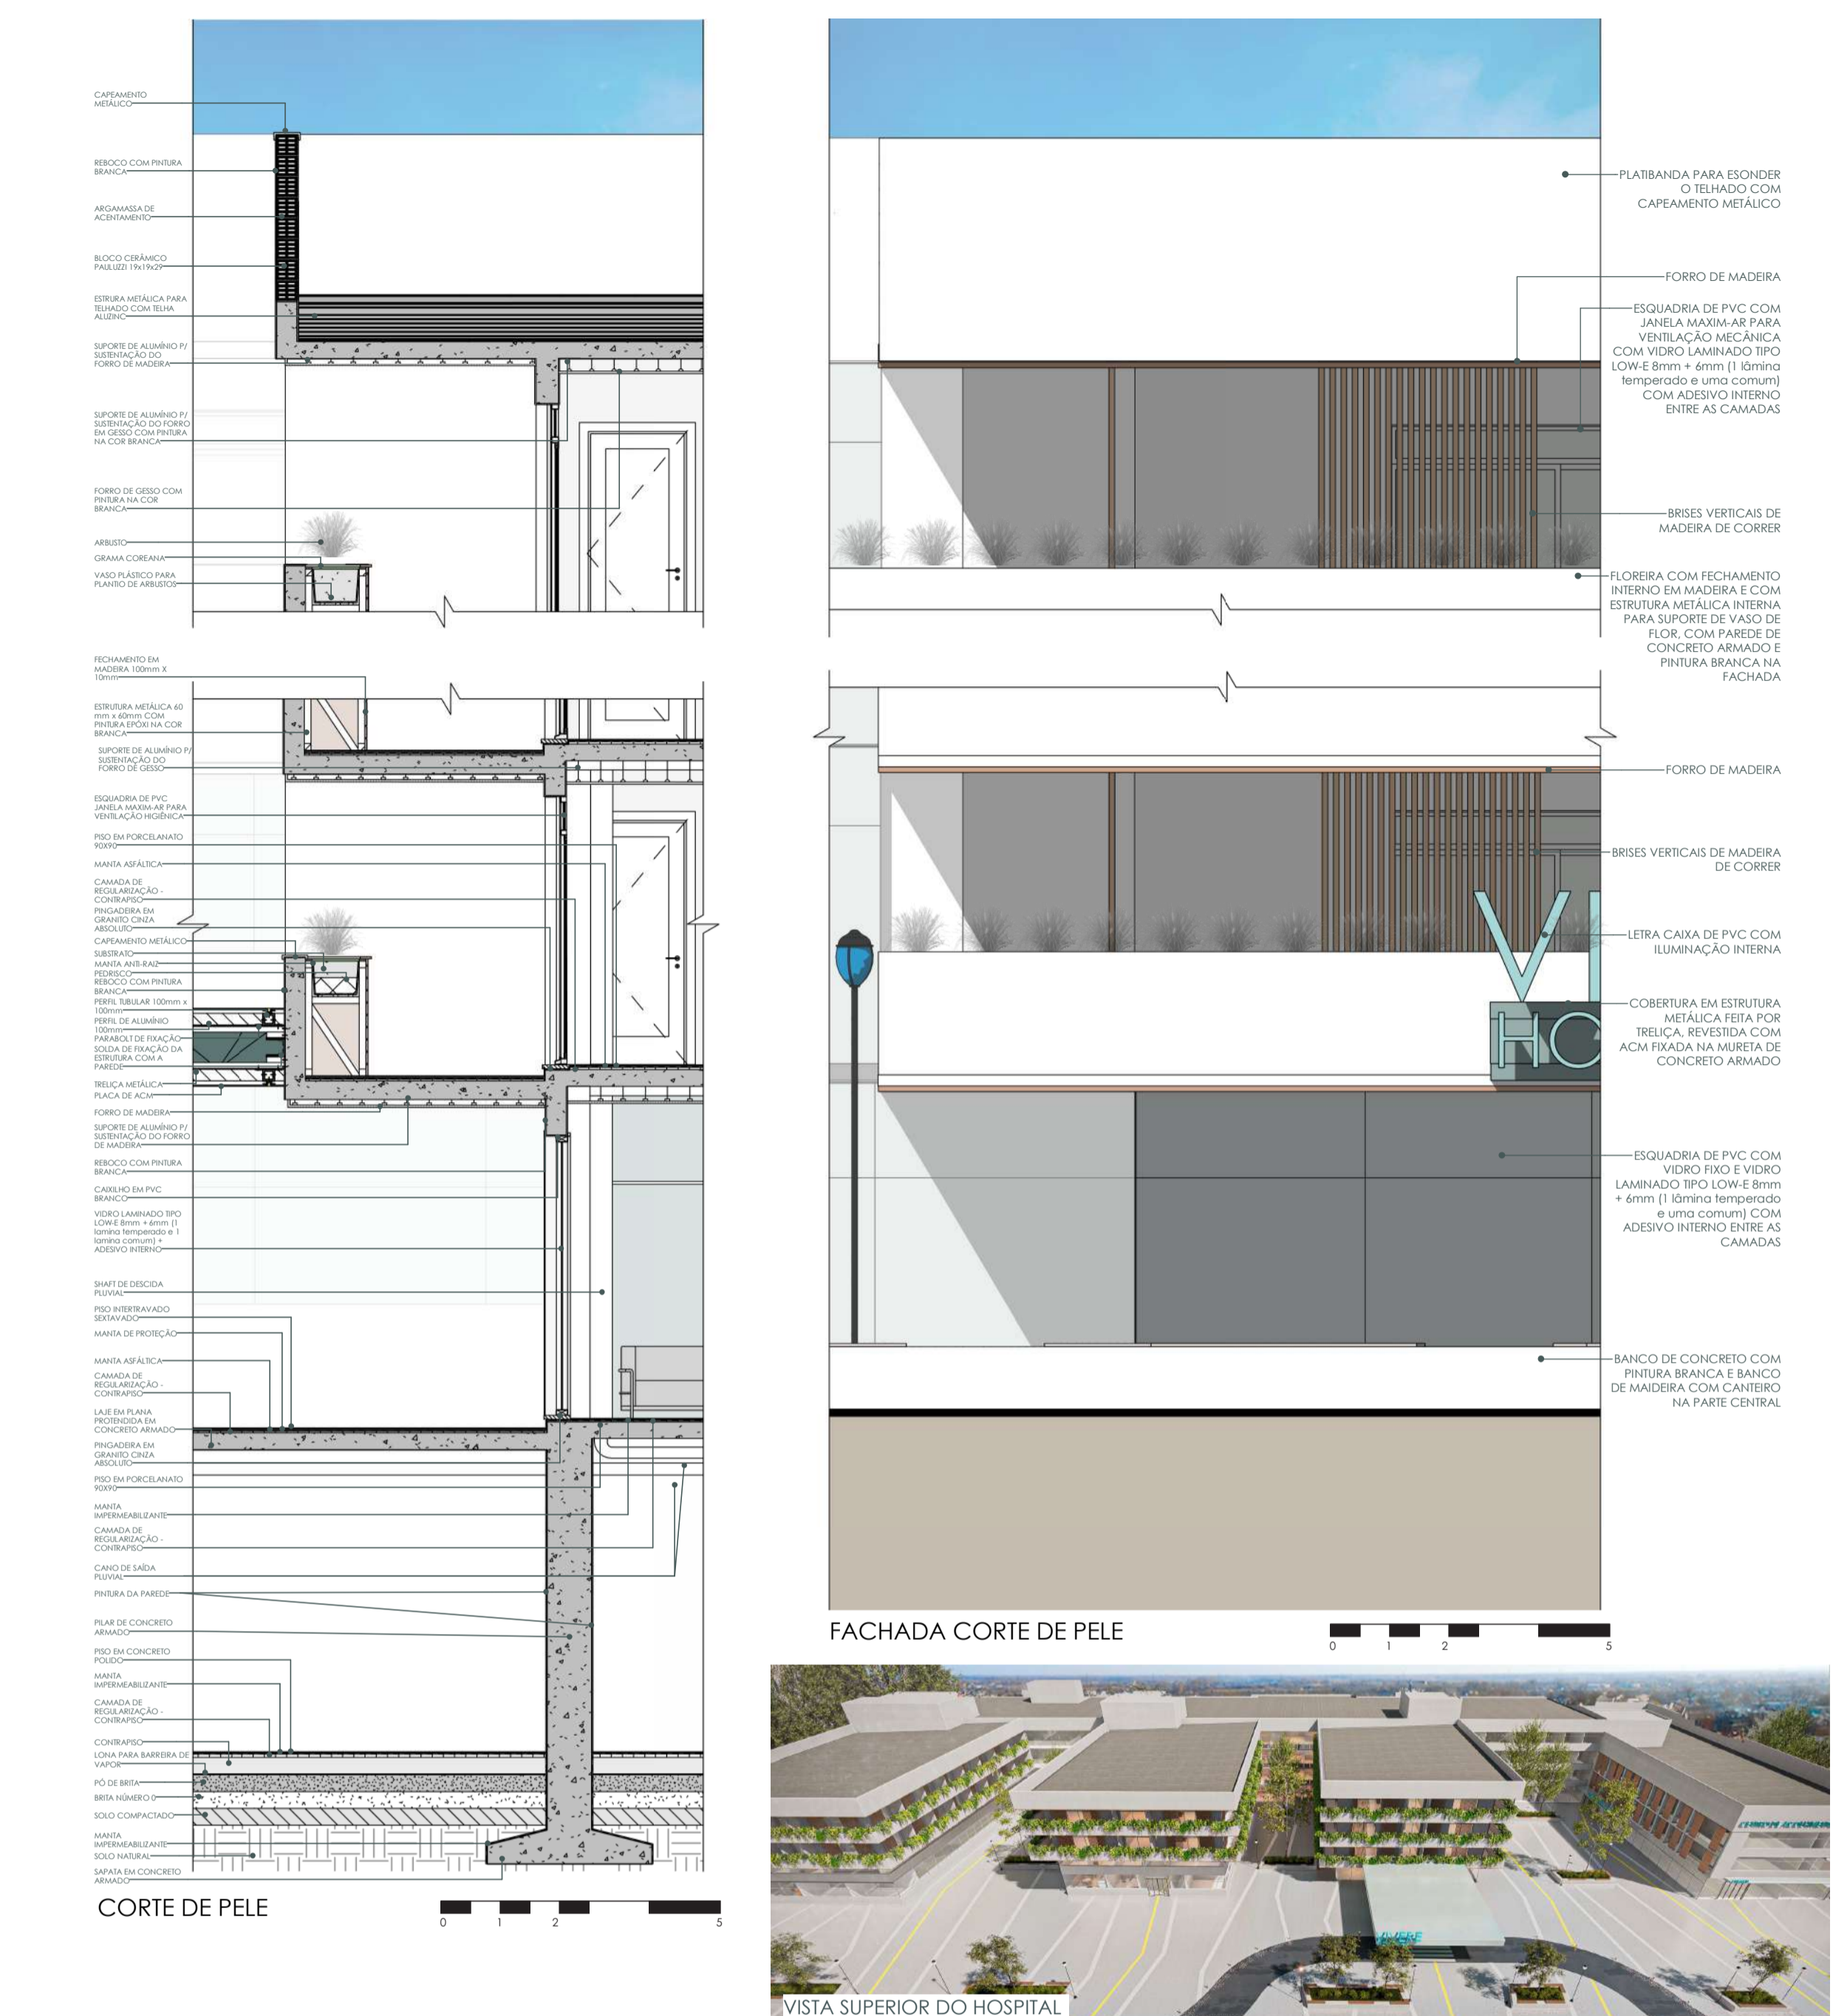 CAPEAMENTO
METÁLICO
REBOCO COM PINTURA
BRANCA
ARGAMASSA DE
ACENTAMENTO
BLOCO CERÂMICO
PAULUZZI 19x19x29
ESTRURA METÁLICA PARA
TELHADO COM TELHA
ALUZINC
SUPORTE DE ALUMÍNIO P/
SUSTENTAÇÃO DO
FORRO DE MADEIRA
SUPORTE DE ALUMÍNIO P/
SUSTENTAÇÃO DO FORRO
EM GESSO COM PINTURA
NA COR BRANCA
FORRO DE GESSO COM
PINTURA NA COR
BRANCA
ARBUSTO
GRAMA COREANA
VASO PLÁSTICO PARA
PLANTIO DE ARBUSTOS
FECHAMENTO EM
MADEIRA 100mm X
10mm
ESTRUTURA METÁLICA 60
mm x 60mm COM
PINTURA EPÓXI NA COR
BRANCA
SUPORTE DE ALUMÍNIO P/
SUSTENTAÇÃO DO
FORRO DE GESSO
ESQUADRIA DE PVC
JANELA MAXIM-AR PARA
VENTILAÇÃO HIGIÊNICA
PISO EM PORCELANATO
90X90
MANTA ASFÁLTICA
CAMADA DE
REGULARIZAÇÃO -
CONTRAPISO
PINGADEIRA EM
GRANITO CINZA
ABSOLUTO
CAPEAMENTO METÁLICO
SUBSTRATO
MANTA ANTI-RAIZ
PEDRISCO
REBOCO COM PINTURA
BRANCA
PERFIL TUBULAR 100mm x
100mm
PERFIL DE ALUMÍNIO
100mm
PARABOLT DE FIXAÇÃO
SOLDA DE FIXAÇÃO DA
ESTRUTURA COM A
PAREDE
TRELIÇA METÁLICA
PLACA DE ACM
FORRO DE MADEIRA
SUPORTE DE ALUMÍNIO P/
SUSTENTAÇÃO DO FORRO
DE MADEIRA
REBOCO COM PINTURA
BRANCA
CAIXILHO EM PVC
BRANCO
VIDRO LAMINADO TIPO
LOW-E 8mm + 6mm (1
lamina temperado e 1
lamina comum) +
ADESIVO INTERNO
SHAFT DE DESCIDA
PLUVIAL
PISO INTERTRAVADO
SEXTAVADO
MANTA DE PROTEÇÃO
MANTA ASFÁLTICA
CAMADA DE
REGULARIZAÇÃO -
CONTRAPISO
LAJE EM PLANA
PROTENDIDA EM
CONCRETO ARMADO
PINGADEIRA EM
GRANITO CINZA
ABSOLUTO
PISO EM PORCELANATO
90X90
MANTA
IMPERMEABILIZANTE
CAMADA DE
REGULARIZAÇÃO -
CONTRAPISO
CANO DE SAÍDA
PLUVIAL
PINTURA DA PAREDE
PILAR DE CONCRETO
ARMADO
PISO EM CONCRETO
POLIDO
MANTA
IMPERMEABILIZANTE
CAMADA DE
REGULARIZAÇÃO -
CONTRAPISO
CONTRAPISO
LONA PARA BARREIRA DE
VAPOR
PÓ DE BRITA
BRITA NÚMERO 0
SOLO COMPACTADO
MANTA
IMPERMEABILIZANTE
SOLO NATURAL
SAPATA EM CONCRETO
ARMADO
CORTE DE PELE
0 1 2 5
PLATIBANDA PARA ESONDER
O TELHADO COM
CAPEAMENTO METÁLICO
FORRO DE MADEIRA
ESQUADRIA DE PVC COM
JANELA MAXIM-AR PARA
VENTILAÇÃO MECÂNICA
COM VIDRO LAMINADO TIPO
LOW-E 8mm + 6mm (1 lâmina
temperado e uma comum)
COM ADESIVO INTERNO
ENTRE AS CAMADAS
BRISES VERTICAIS DE
MADEIRA DE CORRER
FLOREIRA COM FECHAMENTO
INTERNO EM MADEIRA E COM
ESTRUTURA METÁLICA INTERNA
PARA SUPORTE DE VASO DE
FLOR, COM PAREDE DE
CONCRETO ARMADO E
PINTURA BRANCA NA
FACHADA
FORRO DE MADEIRA
BRISES VERTICAIS DE MADEIRA
DE CORRER
VI
HO
LETRA CAIXA DE PVC COM
ILUMINAÇÃO INTERNA
COBERTURA EM ESTRUTURA
METÁLICA FEITA POR
TRELIÇA, REVESTIDA COM
ACM FIXADA NA MURETA DE
CONCRETO ARMADO
ESQUADRIA DE PVC COM
VIDRO FIXO E VIDRO
LAMINADO TIPO LOW-E 8mm
+ 6mm (1 lâmina temperado
e uma comum) COM
ADESIVO INTERNO ENTRE AS
CAMADAS
BANCO DE CONCRETO COM
PINTURA BRANCA E BANCO
DE MAIDEIRA COM CANTEIRO
NA PARTE CENTRAL
FACHADA CORTE DE PELE
0 1 2 5
VIVERE
VISTA SUPERIOR DO HOSPITAL